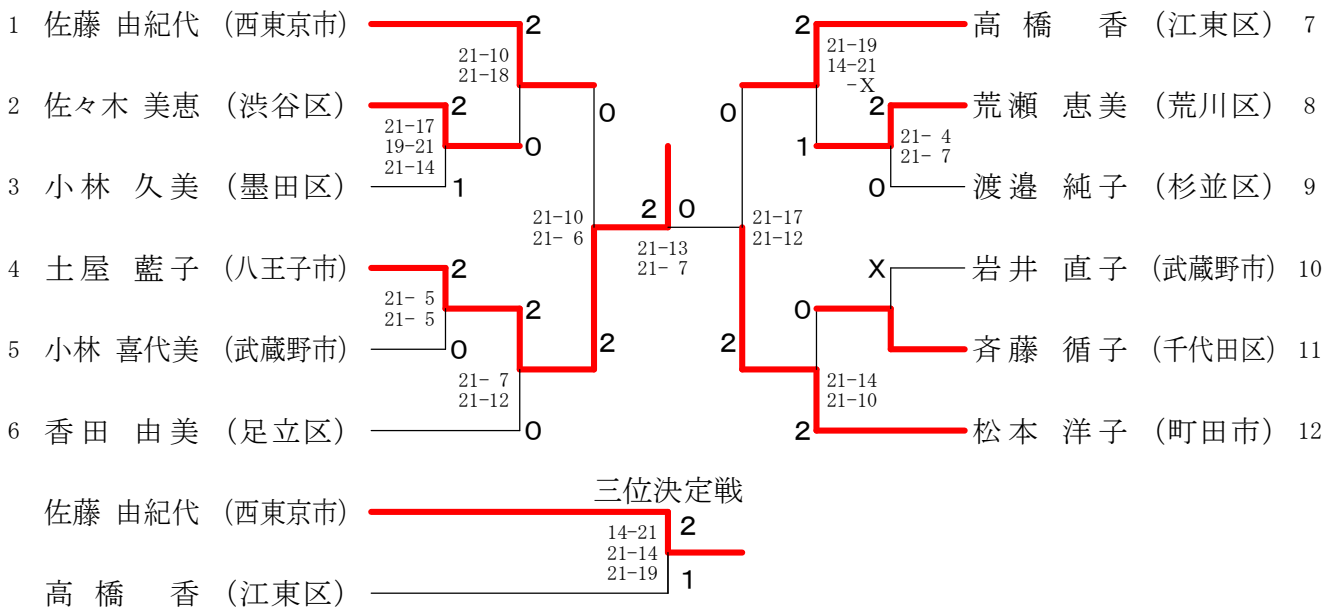 1 佐藤 由紀代 (西東京市)
2
21-10
21-18
2 佐々木 美恵 (渋谷区)
2
0
21-17
19-21
21-14
0
3 小林 久美 (墨田区)
1
21-10
21- 6
4 土屋 藍子 (八王子市)
2
21- 5
21- 5
2
5 小林 喜代美 (武蔵野市)
0
2
21- 7
21-12
6 香田 由美 (足立区)
0
2 0
21-13
21- 7
2
高橋 香 (江東区) 7
21-19
14-21
-X
0
2
荒瀬 恵美 (荒川区) 8
1
21- 4
21- 7
0
渡邉 純子 (杉並区) 9
21-17
21-12
X
岩井 直子 (武蔵野市) 10
0
2
斉藤 循子 (千代田区) 11
21-14
21-10
2
松本 洋子 (町田市) 12
三位決定戦
佐藤 由紀代 (西東京市)
2
14-21
21-14
21-19
1
高橋 香 (江東区)